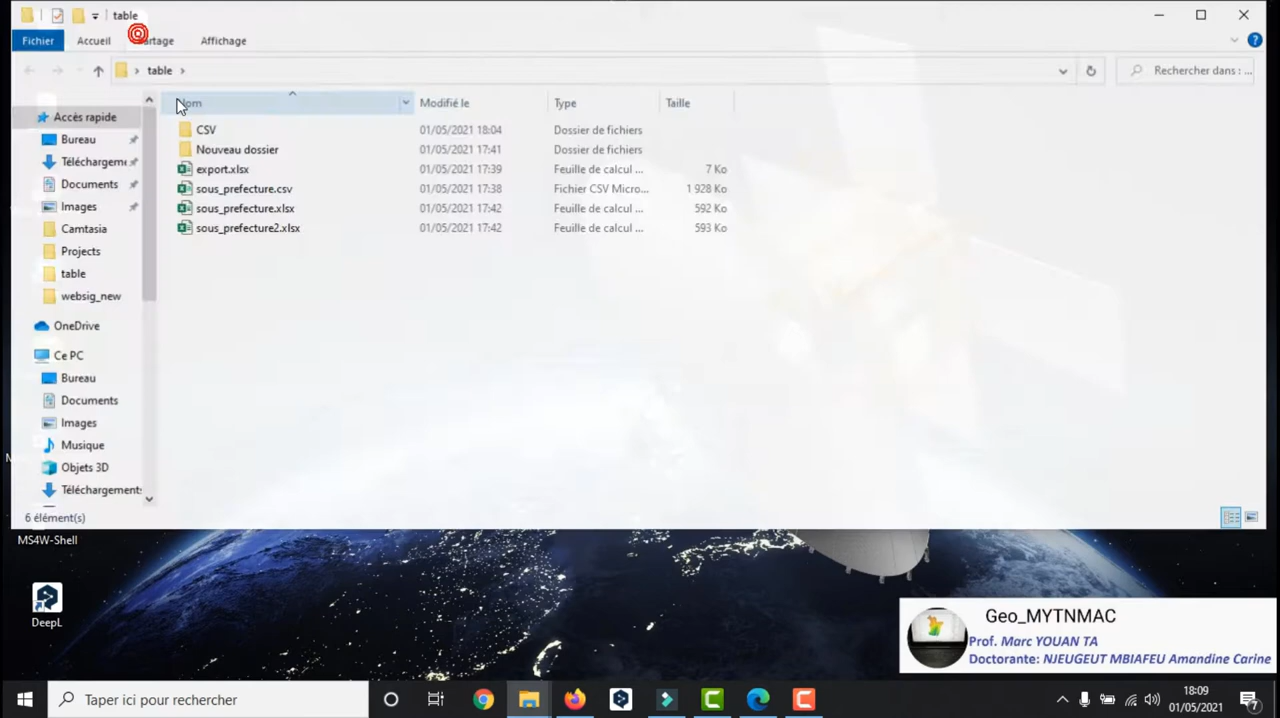 table
Fichier
Accueil
artage
Affichage
table
Rechercher dans : ...
Nom
Modifié le
Type
Taille
Accès rapide
CSV
01/05/2021 18:04
Dossier de fichiers
Bureau
Nouveau dossier
01/05/2021 17:41
Dossier de fichiers
Téléchargeme
export.xlsx
01/05/2021 17:39
Feuille de calcul ...
7 Ko
Documents
sous_prefecture.csv
01/05/2021 17:38
Fichier CSV Micro...
1 928 Ko
Images
sous_prefecture.xlsx
01/05/2021 17:42
Feuille de calcul ...
592 Ko
Camtasia
sous_prefecture2.xlsx
01/05/2021 17:42
Feuille de calcul ...
593 Ko
Projects
table
websig_new
OneDrive
Ce PC
Bureau
Documents
Images
Musique
Objets 3D
Téléchargements
6 élément(s)
MS4W-Shell
DeepL
Geo_MYTNMAC
Prof. Marc YOUAN TA
Doctorante: NJEUGEUT MBIAFEU Amandine Carine
Taper ici pour rechercher
18:09
01/05/2021
7